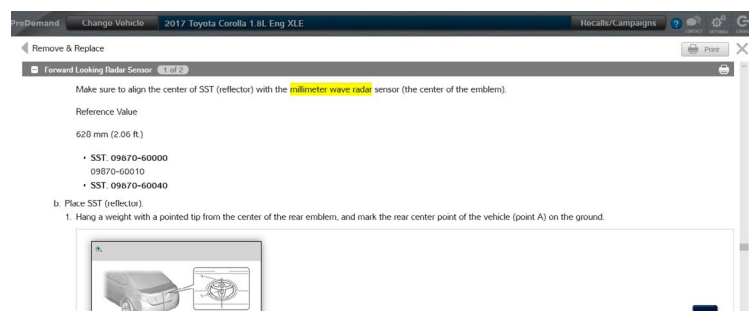 ProDemand Change Vehicle 2017 Toyota Corolla 1.8L Eng XLE Recalls/Campaigns ? CONTACT SETTINGS
Remove & Replace Print
Forward Looking Radar Sensor 1 of 2
Make sure to align the center of SST (reflector) with the millimeter wave radar sensor (the center of the emblem).
Reference Value
628 mm (2.06 ft.)
• SST. 09870-60000
09870-60010
• SST. 09870-60040
b. Place SST (reflector).
1. Hang a weight with a pointed tip from the center of the rear emblem, and mark the rear center point of the vehicle (point A) on the ground.